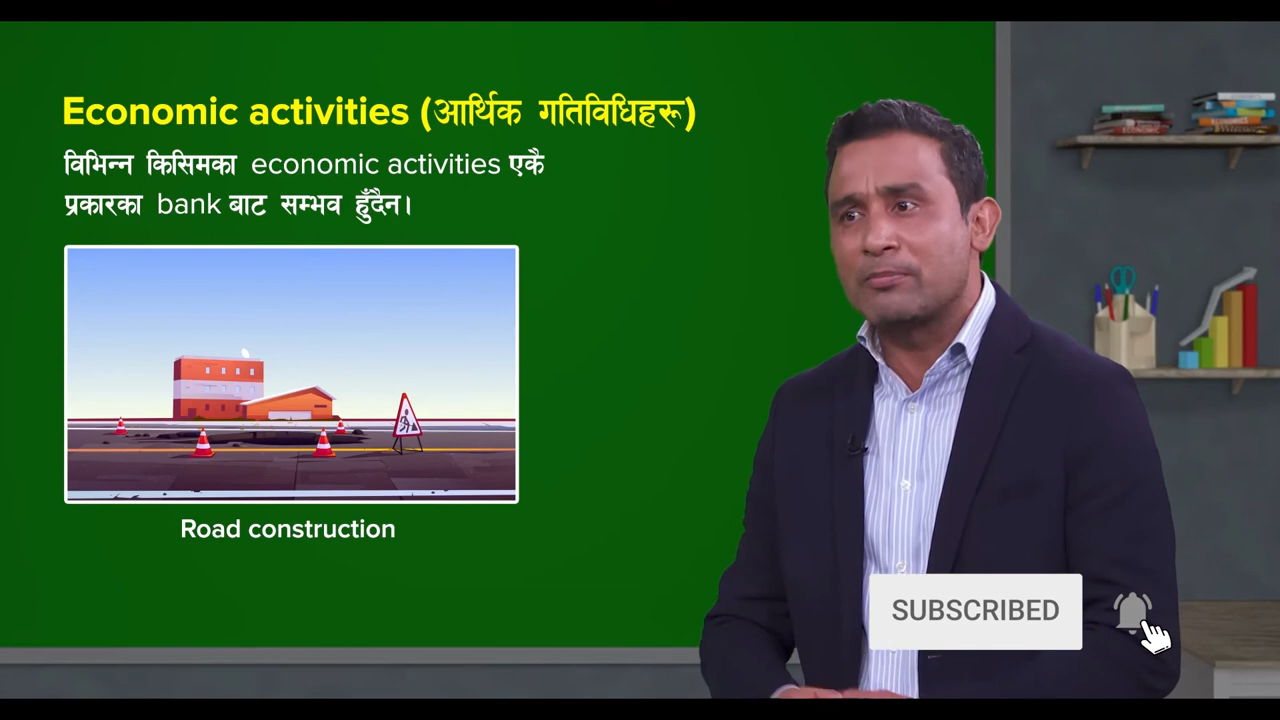 Economic activities (आर्थिक गतिविधिहरू)
विभिन्न किसिमका economic activities एकै
प्रकारका bank बाट सम्भव हुँदैन।
Road construction
SUBSCRIBED